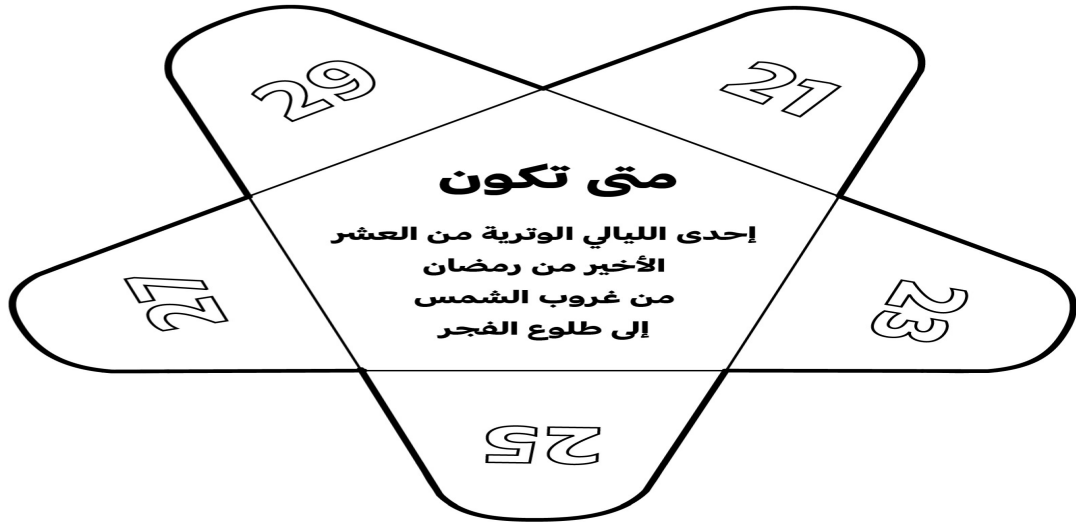 29
21
متى تكون
إحدى الليالي الوترية من العشر
الأخير من رمضان
من غروب الشمس
إلى طلوع الفجر
27
23
25